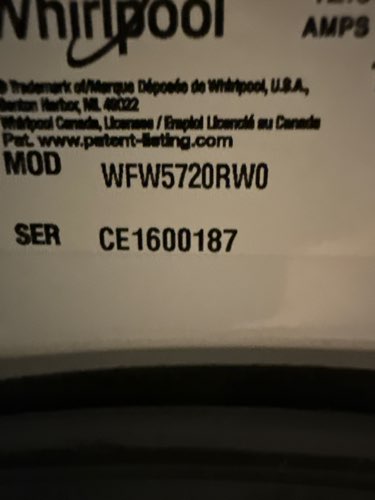 Whirlpool
AMPS
® Trademark of/Marque Déposée de Whirlpool, U.S.A.,
Benton Harbor, MI. 49022
Whirlpool Canada, Licensee / Emploi Licencié au Canada
Pat. www.patent-listing.com
MOD WFW5720RW0
SER CE1600187